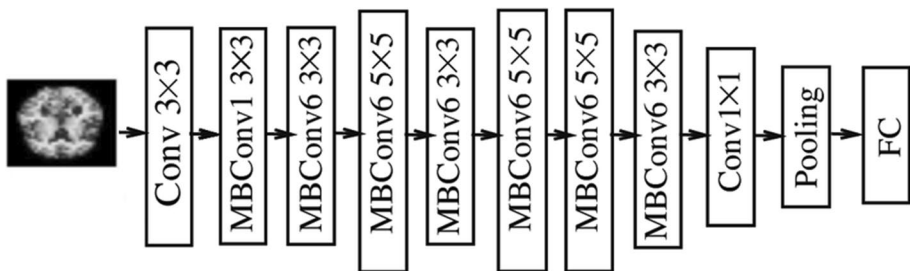 Conv 3×3
MBConv1 3×3
MBConv6 3×3
MBConv6 5×5
MBConv6 3×3
MBConv6 5×5
MBConv6 5×5
MBConv6 3×3
Conv1×1
Pooling
FC